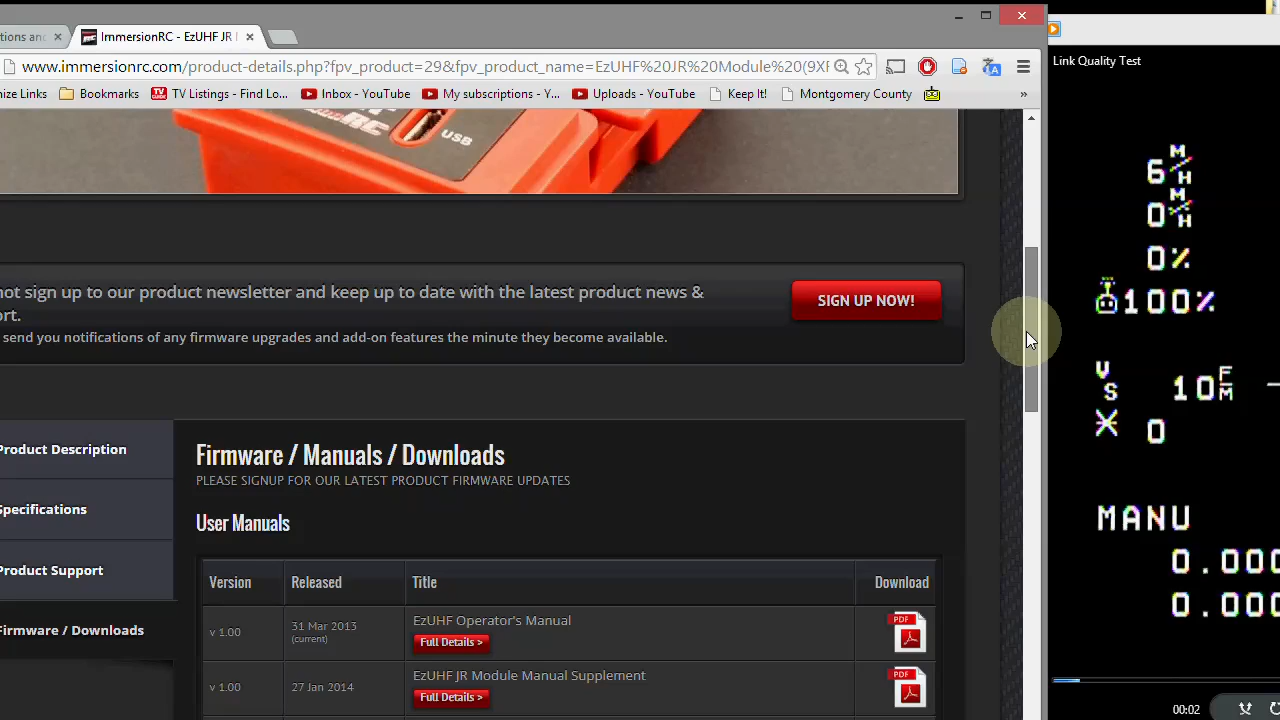 tions and
ImmersionRC - EzUHF JR
www.immersionrc.com/product-details.php?fpv_product=29&fpv_product_name=EzUHF%20JR%20Module%20(9XF
nize Links
Bookmarks
TV Listings - Find Lo...
Inbox - YouTube
My subscriptions - Y...
Uploads - YouTube
Keep It!
Montgomery County
»
Link Quality Test
USB
6 M/H
0 M/H
0%
100%
not sign up to our product newsletter and keep up to date with the latest product news &
ort.
send you notifications of any firmware upgrades and add-on features the minute they become available.
SIGN UP NOW!
VS 10 FM
0
Product Description
Specifications
Product Support
Firmware / Downloads
Firmware / Manuals / Downloads
PLEASE SIGNUP FOR OUR LATEST PRODUCT FIRMWARE UPDATES
User Manuals
Version Released Title Download
v 1.00 31 Mar 2013 (current) EzUHF Operator's Manual
Full Details >
PDF
v 1.00 27 Jan 2014 EzUHF JR Module Manual Supplement
Full Details >
PDF
MANU
0.000
0.000
00:02